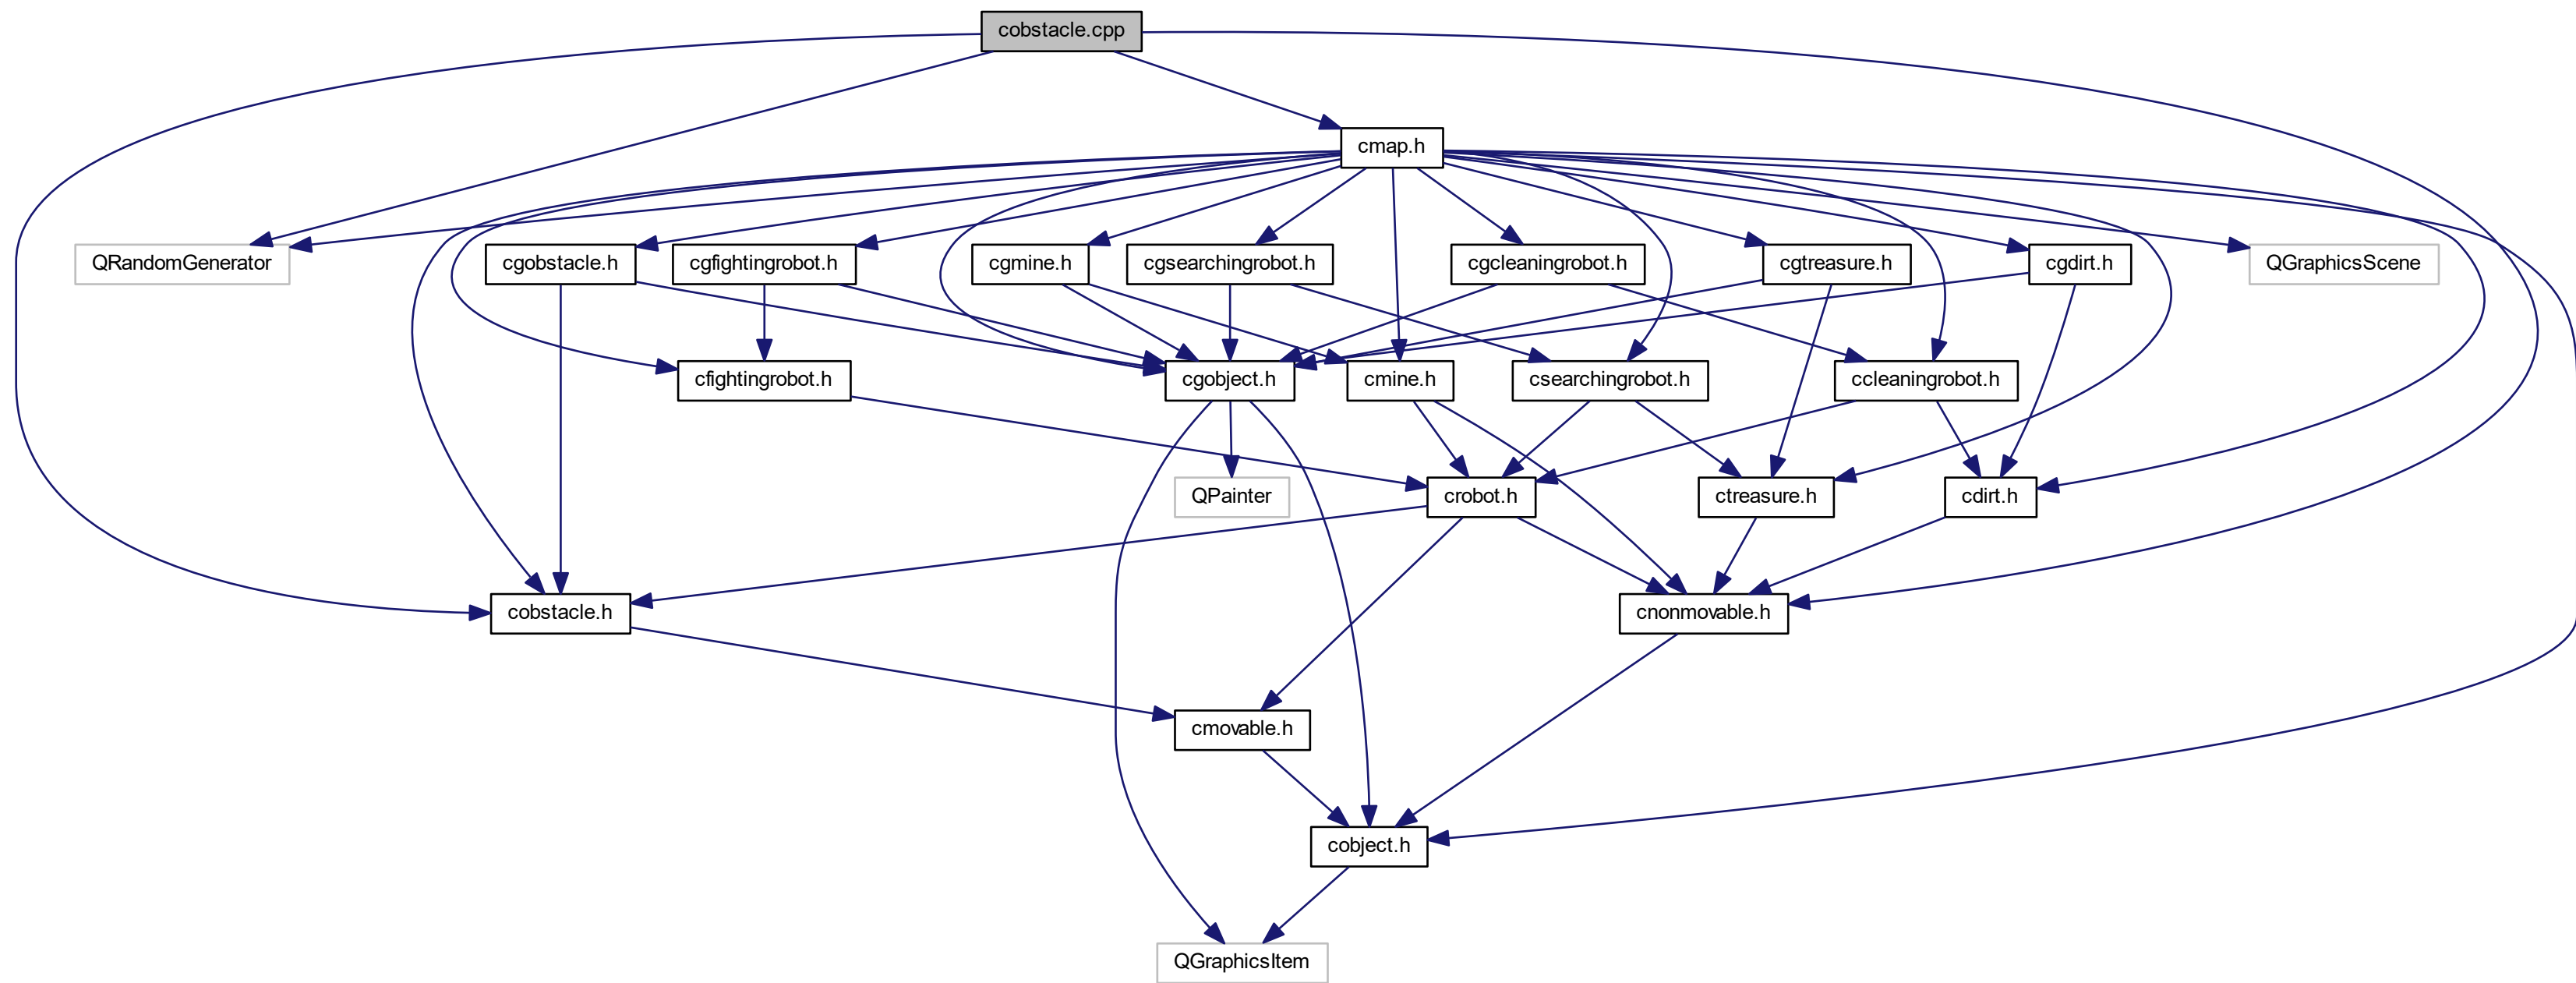 cobstacle.cpp
cmap.h
QRandomGenerator
cgobstacle.h
cgfightingrobot.h
cgmine.h
cgsearchingrobot.h
cgcleaningrobot.h
cgtreasure.h
cgdirt.h
QGraphicsScene
cfightingrobot.h
cgobject.h
cmine.h
csearchingrobot.h
ccleaningrobot.h
QPainter
crobot.h
ctreasure.h
cdirt.h
cobstacle.h
cnonmovable.h
cmovable.h
cobject.h
QGraphicsItem